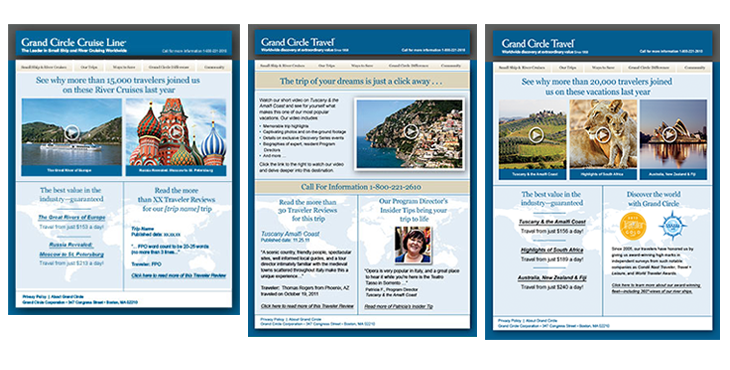 Grand Circle Cruise Line
The Leader in Small Ship and River Cruising Worldwide
Call for more information 1-800-221-2610
Small Ship & River Cruises Our Trips Ways to Save Grand Circle Difference Community
See why more than 15,000 travelers joined us
on these River Cruises last year
The Great Rivers of Europe
Russia Revealed: Moscow to St. Petersburg
The best value in the
industry—guaranteed
The Great Rivers of Europe
Travel from just $153 a day!
Russia Revealed:
Moscow to St. Petersburg
Travel from just $213 a day!
Read the more
than XX Traveler Reviews
for our [trip name] trip
Trip Name
Published date: xx.xx.xx
"... FPO word count to be 20-25 words
(no more than 3 lines..."
Traveler: FPO
Click here to read more of this Traveler Review
Privacy Policy | About Grand Circle
Grand Circle Corporation • 347 Congress Street • Boston, MA 02210
Grand Circle Travel
Worldwide discovery at extraordinary value Since 1958
Call for more information 1-800-221-2610
Small Ship & River Cruises Our Trips Ways to Save Grand Circle Difference Community
The trip of your dreams is just a click away . . .
Watch our short video on Tuscany & the
Amalfi Coast and see for yourself what
makes this one of our most popular
vacations. Our video includes:
• Memorable trip highlights
• Captivating photos and on-the-ground footage
• Details on exclusive Discovery Series events
• Biographies of expert, resident Program
Directors
• And more ...
Click the link to the right to watch our video
and delve deeper into this destination.
Call For Information 1-800-221-2610
Read the more than
30 Traveler Reviews
for this trip
Tuscany Amalfi Coast
Published date: 11.25.11
"A scenic country, friendly people, spectacular
sites, well informed local guides, and a tour
director intimately familiar with the medieval
towns scattered throughout Italy make this a
unique experience..."
Traveler: Thomas Rogers from Phoenix, AZ
traveled on October 19, 2011
Click here to read more of this Traveler Review
Our Program Director's
Insider Tips bring your
trip to life
"Opera is very popular in Italy, and a great place
to hear it while you're here is the Teatro
Tasso in Sorrento ..."
Patricia F., Program Director
Tuscany & the Amalfi Coast
Read more of Patricia's Insider Tip
Privacy Policy | About Grand Circle
Grand Circle Corporation • 347 Congress Street • Boston, MA 02210
Grand Circle Travel
Worldwide discovery at extraordinary value Since 1958
Call for more information 1-800-221-2610
Small Ship & River Cruises Our Trips Ways to Save Grand Circle Difference Community
See why more than 20,000 travelers joined
us on these vacations last year
Tuscany & the Amalfi Coast
Highlights of South Africa
Australia, New Zealand & Fiji
The best value in the
industry—guaranteed
Tuscany & the Amalfi Coast
Travel from just $156 a day!
Highlights of South Africa
Travel from just $189 a day!
Australia, New Zealand & Fiji
Travel from just $240 a day!
Discover the world
with Grand Circle
Since 2005, our travelers have honored us by
giving us award winning high marks in
independent surveys from such notable
companies as Condé Nast Traveler, Travel +
Leisure, and World Traveler Awards.
Click here to learn more about our award winning
fleet—including 360º-views of our river ships.
Privacy Policy | About Grand Circle
Grand Circle Corporation • 347 Congress Street • Boston, MA 02210